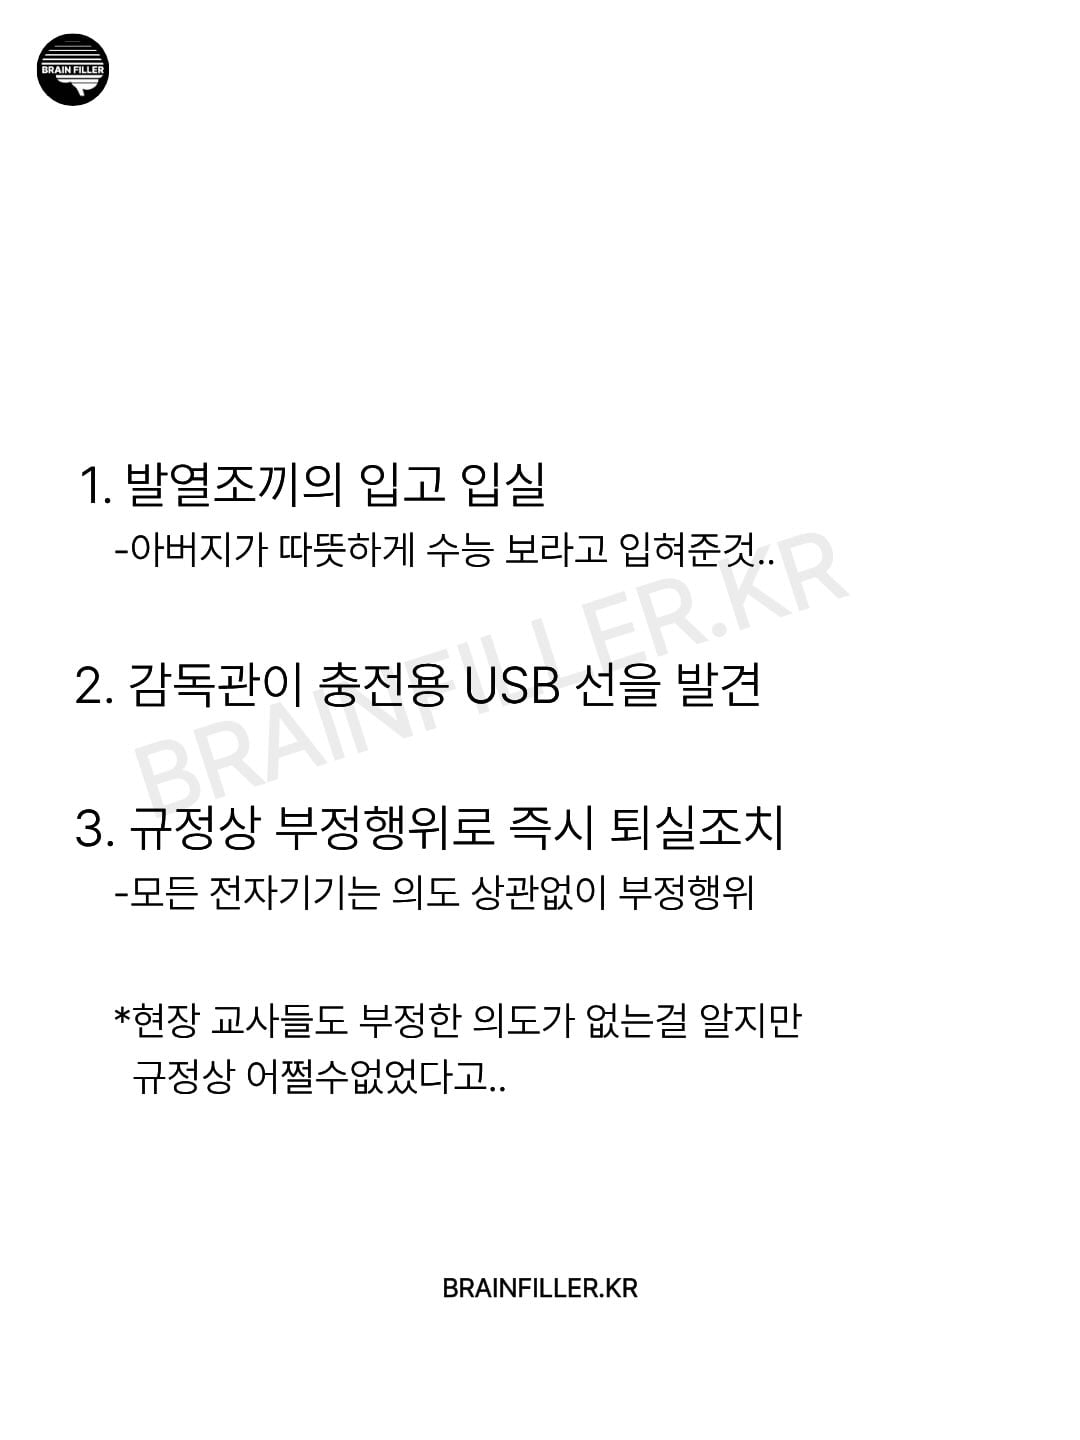 BRAIN FILLER
1. 발열조끼의 입고 입실
-아버지가 따뜻하게 수능 보라고 입혀준것..
BRAINFILLER.KR
2. 감독관이 충전용 USB 선을 발견
3. 규정상 부정행위로 즉시 퇴실조치
-모든 전자기기는 의도 상관없이 부정행위
*현장 교사들도 부정한 의도가 없는걸 알지만
규정상 어쩔수없었다고..
BRAINFILLER.KR